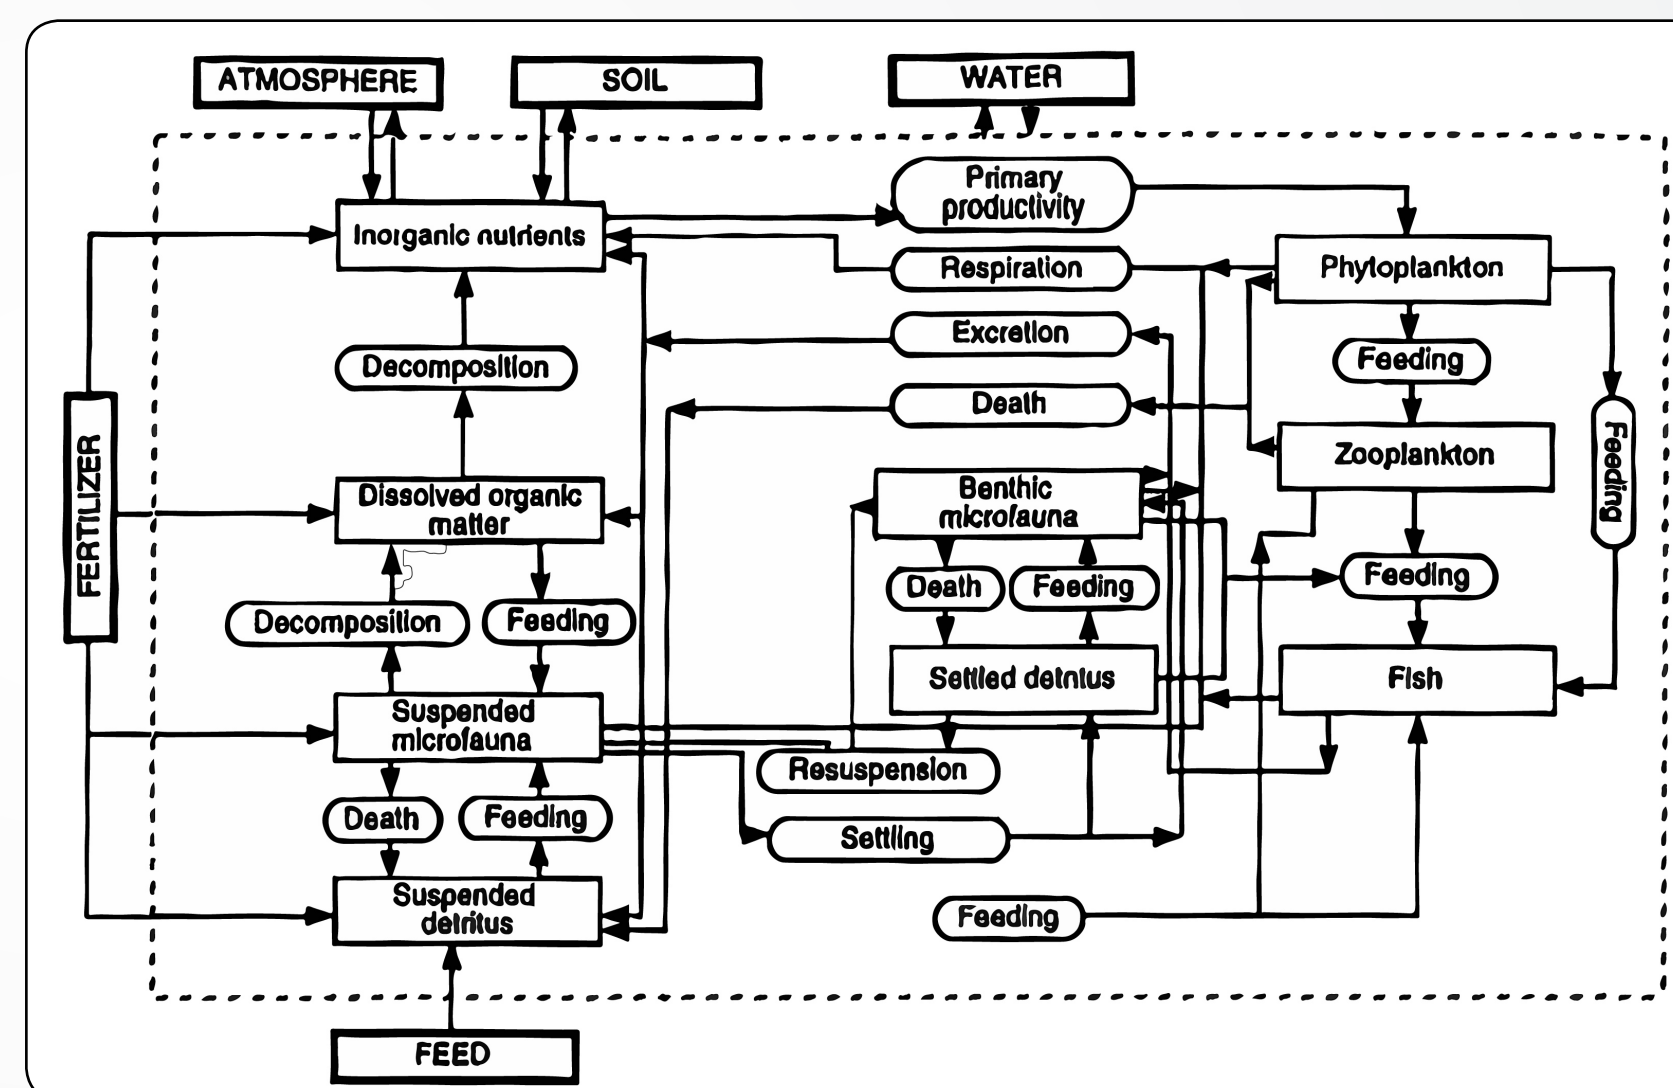 ATMOSPHERE
SOIL
WATER
Primary
productivity
Inorganic nutrients
Respiration
Phytoplankton
Excretion
Feeding
Decomposition
Death
Feeding
FERTILIZER
Zooplankton
Dissolved organic
matter
Benthic
microfauna
Death
Feeding
Feeding
Decomposition
Feeding
Settled detritus
Fish
Suspended
microfauna
Resuspension
Death
Feeding
Settling
Suspended
detritus
Feeding
FEED